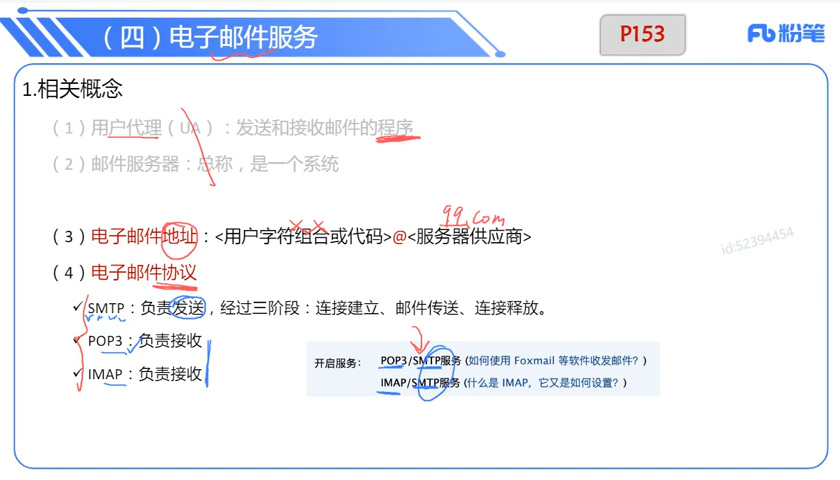 （四）电子邮件服务
P153
粉笔
1.相关概念
（1）用户代理（UA）：发送和接收邮件的程序
（2）邮件服务器：总称，是一个系统
99.com
（3）电子邮件地址：<用户字符组合或代码>@<服务器供应商>
id:52394454
（4）电子邮件协议
✓ SMTP：负责发送，经过三阶段：连接建立、邮件传送、连接释放。
✓ POP3：负责接收
✓ IMAP：负责接收
开启服务： POP3/SMTP服务 (如何使用 Foxmail 等软件收发邮件？)
IMAP/SMTP服务 (什么是 IMAP，它又是如何设置？)